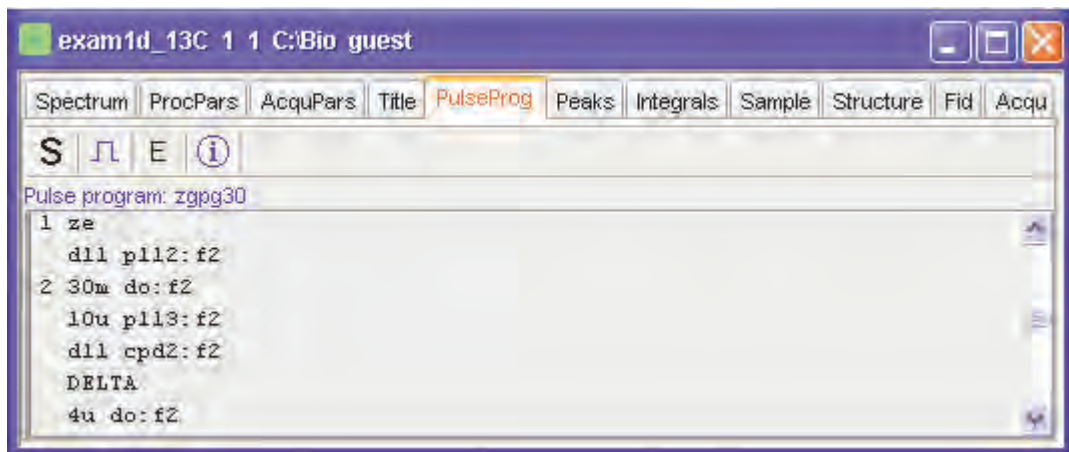 exam1d_13C 1 1 C:\Bio guest
Spectrum ProcPars AcquPars Title PulseProg Peaks Integrals Sample Structure Fid Acqu
S E i
Pulse program: zgpg30
1 ze
d11 pl12:f2
2 30m do:f2
10u pl13:f2
d11 cpd2:f2
DELTA
4u do:f2